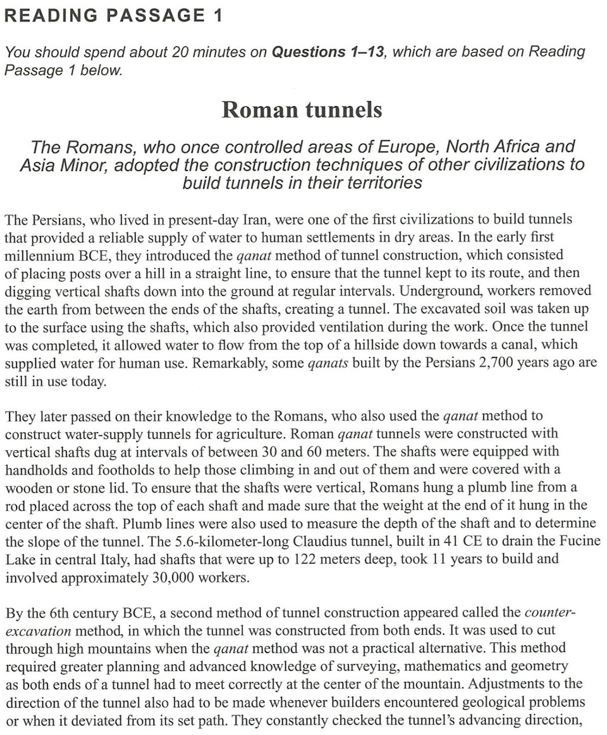 READING PASSAGE 1
You should spend about 20 minutes on Questions 1–13, which are based on Reading
Passage 1 below.
Roman tunnels
The Romans, who once controlled areas of Europe, North Africa and
Asia Minor, adopted the construction techniques of other civilizations to
build tunnels in their territories
The Persians, who lived in present-day Iran, were one of the first civilizations to build tunnels
that provided a reliable supply of water to human settlements in dry areas. In the early first
millennium BCE, they introduced the qanat method of tunnel construction, which consisted
of placing posts over a hill in a straight line, to ensure that the tunnel kept to its route, and then
digging vertical shafts down into the ground at regular intervals. Underground, workers removed
the earth from between the ends of the shafts, creating a tunnel. The excavated soil was taken up
to the surface using the shafts, which also provided ventilation during the work. Once the tunnel
was completed, it allowed water to flow from the top of a hillside down towards a canal, which
supplied water for human use. Remarkably, some qanats built by the Persians 2,700 years ago are
still in use today.
They later passed on their knowledge to the Romans, who also used the qanat method to
construct water-supply tunnels for agriculture. Roman qanat tunnels were constructed with
vertical shafts dug at intervals of between 30 and 60 meters. The shafts were equipped with
handholds and footholds to help those climbing in and out of them and were covered with a
wooden or stone lid. To ensure that the shafts were vertical, Romans hung a plumb line from a
rod placed across the top of each shaft and made sure that the weight at the end of it hung in the
center of the shaft. Plumb lines were also used to measure the depth of the shaft and to determine
the slope of the tunnel. The 5.6-kilometer-long Claudius tunnel, built in 41 CE to drain the Fucine
Lake in central Italy, had shafts that were up to 122 meters deep, took 11 years to build and
involved approximately 30,000 workers.
By the 6th century BCE, a second method of tunnel construction appeared called the counter-
excavation method, in which the tunnel was constructed from both ends. It was used to cut
through high mountains when the qanat method was not a practical alternative. This method
required greater planning and advanced knowledge of surveying, mathematics and geometry
as both ends of a tunnel had to meet correctly at the center of the mountain. Adjustments to the
direction of the tunnel also had to be made whenever builders encountered geological problems
or when it deviated from its set path. They constantly checked the tunnel's advancing direction,